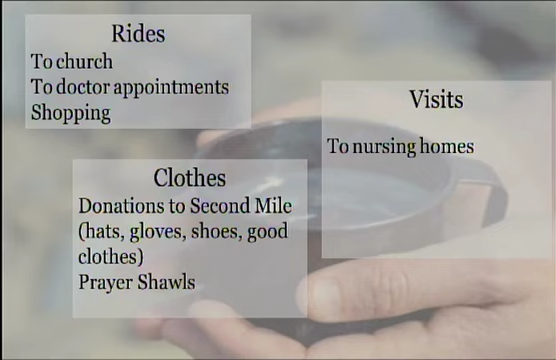 Rides
To church
To doctor appointments
Shopping
Visits
To nursing homes
Clothes
Donations to Second Mile
(hats, gloves, shoes, good
clothes)
Prayer Shawls